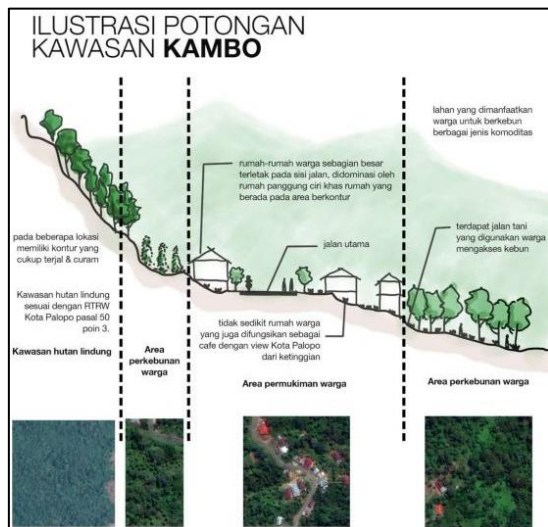 ILUSTRASI POTONGAN
KAWASAN KAMBO
lahan yang dimanfaatkan
warga untuk berkebun
berbagai jenis komoditas
rumah-rumah warga sebagian besar
terletak pada sisi jalan, didominasi oleh
rumah panggung ciri khas rumah yang
berada pada area berkontur
pada beberapa lokasi
memiliki kontur yang
cukup terjal & curam
jalan utama
terdapat jalan tani
yang digunakan warga
mengakses kebun
Kawasan hutan lindung
sesuai dengan RTRW
Kota Palopo pasal 50
poin 3.
tidak sedikit rumah warga
yang juga difungsikan sebagai
cafe dengan view Kota Palopo
dari ketinggian
Kawasan hutan lindung
Area
perkebunan
warga
Area permukiman warga
Area perkebunan warga